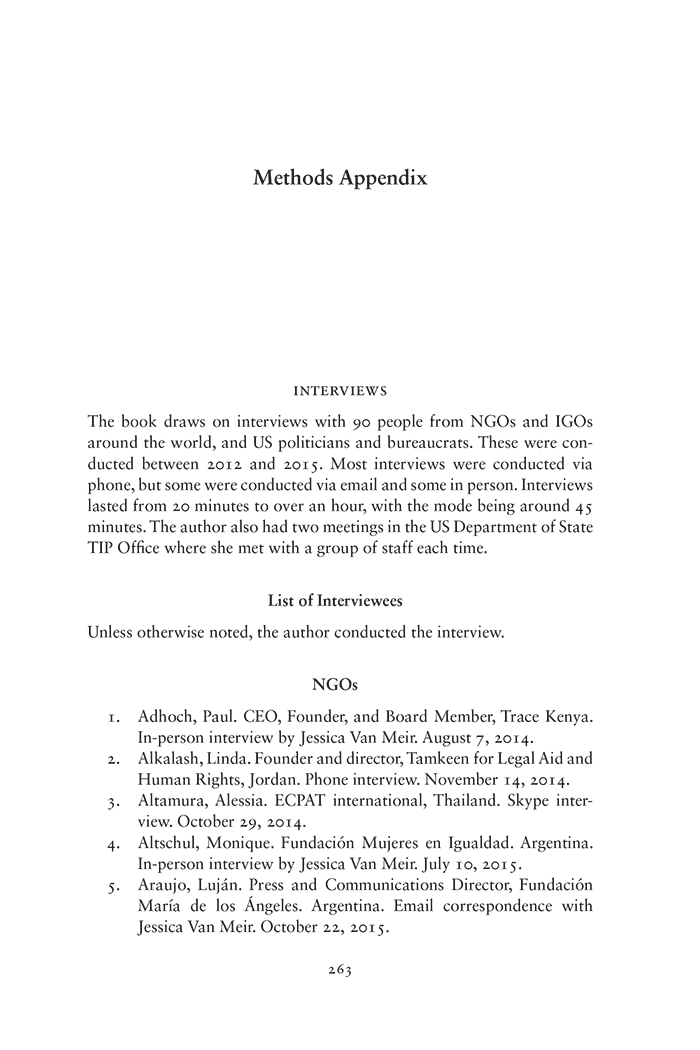 Methods Appendix
INTERVIEWS
The book draws on interviews with 90 people from NGOs and IGOs
around the world, and US politicians and bureaucrats. These were con-
ducted between 2012 and 2015. Most interviews were conducted via
phone, but some were conducted via email and some in person. Interviews
lasted from 20 minutes to over an hour, with the mode being around 45
minutes. The author also had two meetings in the US Department of State
TIP Office where she met with a group of staff each time.
List of Interviewees
Unless otherwise noted, the author conducted the interview.
NGOs
1. Adhoch, Paul. CEO, Founder, and Board Member, Trace Kenya.
In-person interview by Jessica Van Meir. August 7, 2014.
2. Alkalash, Linda. Founder and director, Tamkeen for Legal Aid and
Human Rights, Jordan. Phone interview. November 14, 2014.
3. Altamura, Alessia. ECPAT international, Thailand. Skype inter-
view. October 29, 2014.
4. Altschul, Monique. Fundación Mujeres en Igualdad. Argentina.
In-person interview by Jessica Van Meir. July 10, 2015.
5. Araujo, Luján. Press and Communications Director, Fundación
María de los Ángeles. Argentina. Email correspondence with
Jessica Van Meir. October 22, 2015.
263